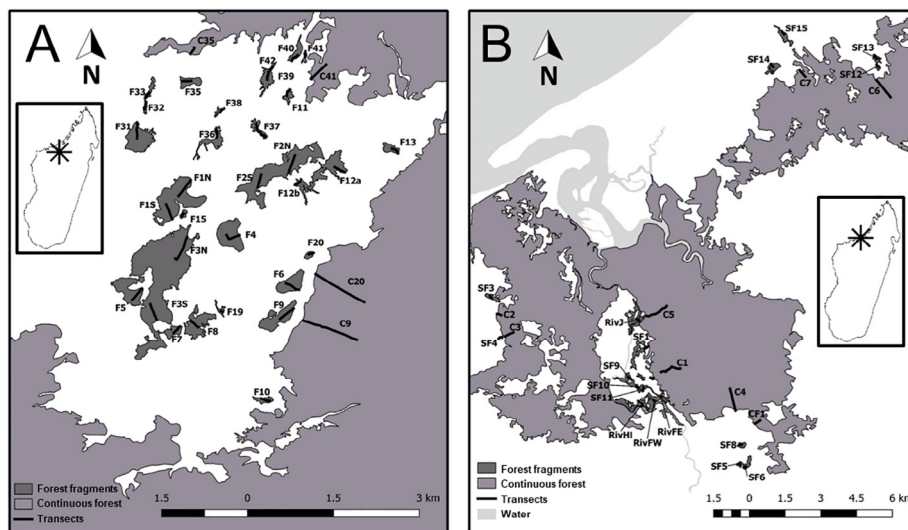 A
N
C35
F40
F41
F42
F39
C41
F33
F35
F32
F11
F38
F31
F36
F37
F2N
F13
F1N
F2S
F12a
F12b
F1S
F15
F4
F3N
F20
F6
C20
F5
F3S
F19
F9
C9
F7
F8
F10
Forest fragments
Continuous forest
Transects
1.5 0 1.5 3 km
B
N
SF15
SF14
SF13
C7
SF12
C6
SF3
C2
C3
SF4
RivJ
C5
SF1
C1
SF9
SF10
SF11
C4
CF1
RivHI
RivFW
RivFE
SF8
SF5
SF6
Forest fragments
Continuous forest
Transects
Water
1.5 0 1.5 3 4.5 6 km